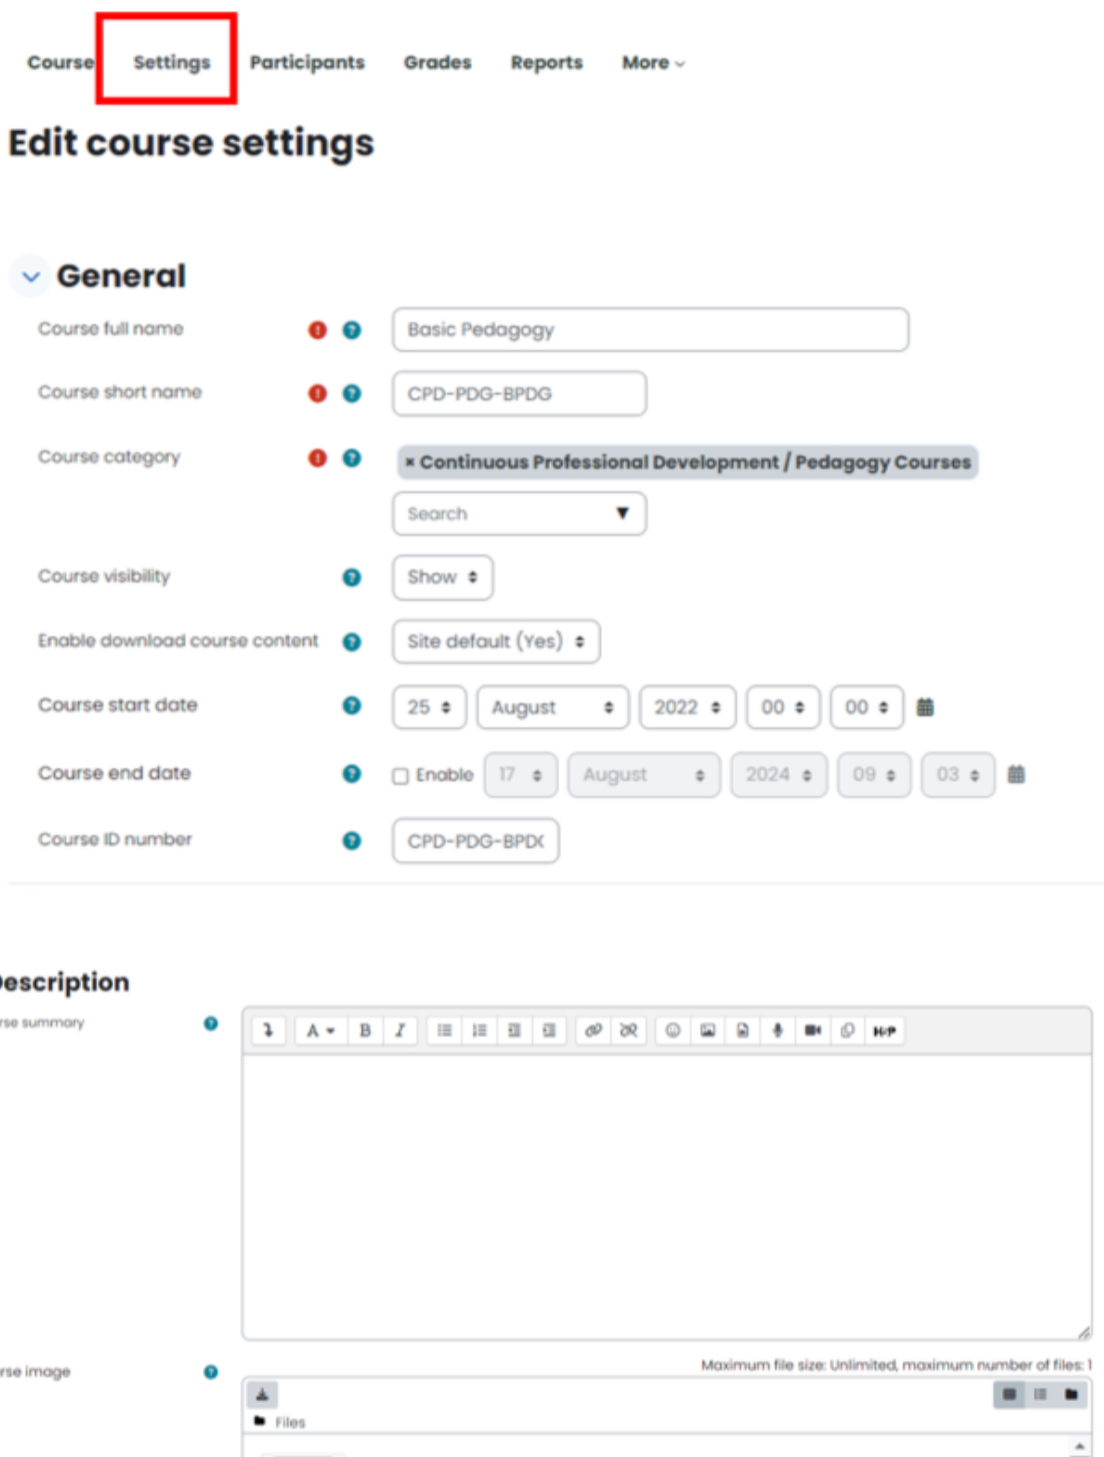 Course Settings Participants Grades Reports More
Edit course settings
General
Course full name Basic Pedagogy
Course short name CPD-PDG-BPDG
Course category × Continuous Professional Development / Pedagogy Courses
Search
Course visibility Show
Enable download course content Site default (Yes)
Course start date 25 August 2022 00 00
Course end date Enable 17 August 2024 09 03
Course ID number CPD-PDG-BPD
Description
rse summary A B I H-P
Maximum file size: Unlimited, maximum number of files: 1
rse image
Files